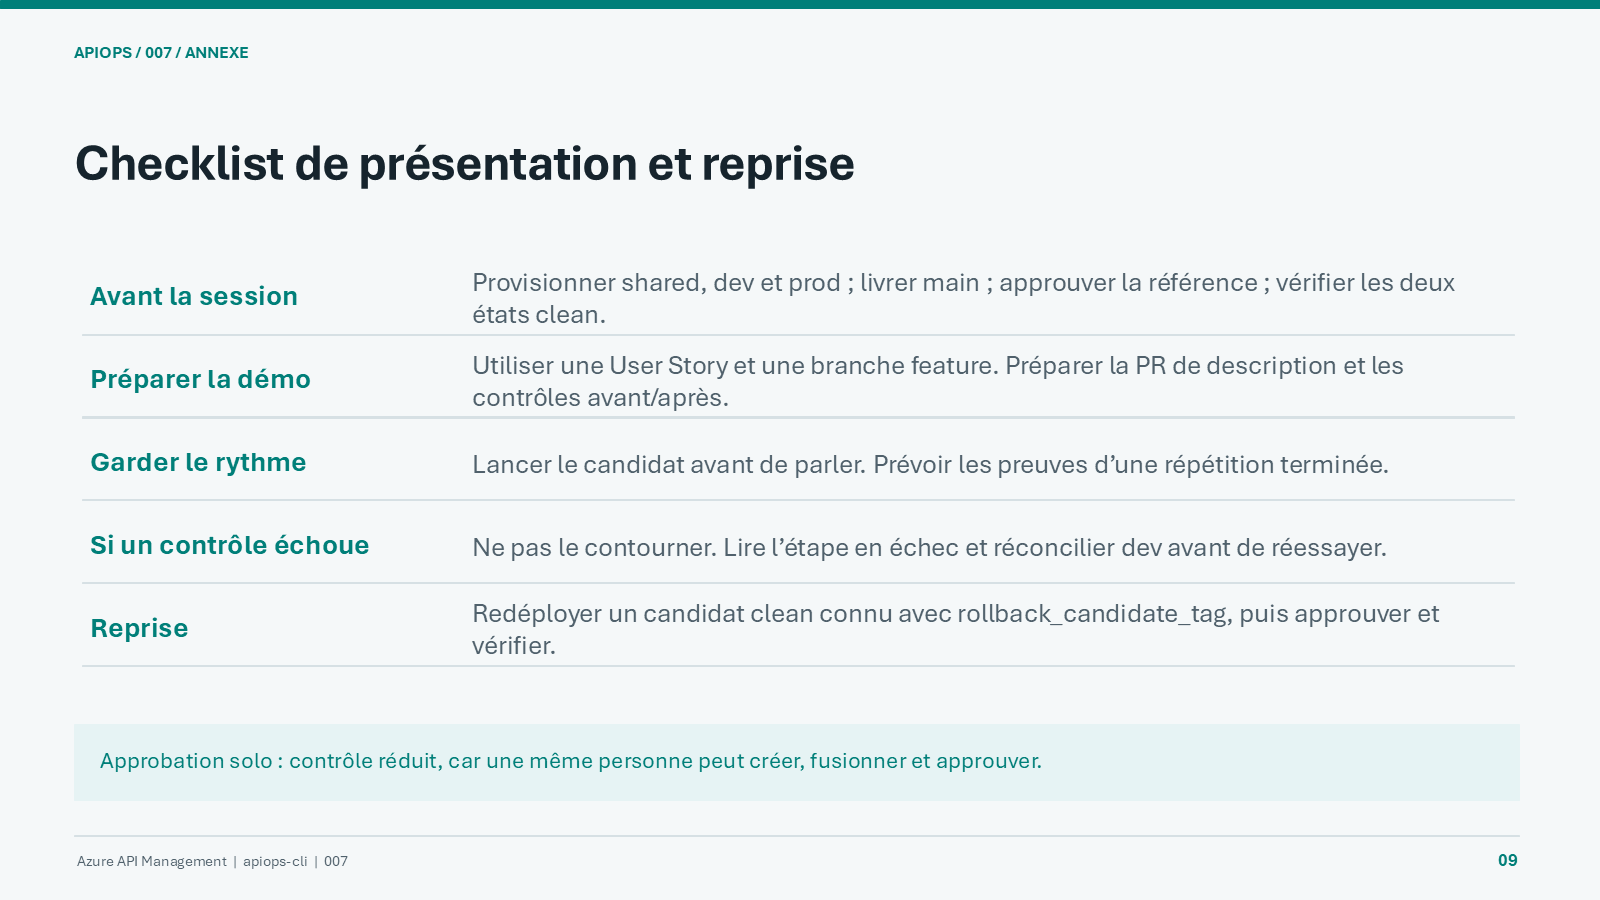 APIOPS / 007 / ANNEXE
Checklist de présentation et reprise
Avant la session
Provisionner shared, dev et prod ; livrer main ; approuver la référence ; vérifier les deux
états clean.
Préparer la démo
Utiliser une User Story et une branche feature. Préparer la PR de description et les
contrôles avant/après.
Garder le rythme
Lancer le candidat avant de parler. Prévoir les preuves d’une répétition terminée.
Si un contrôle échoue
Ne pas le contourner. Lire l’étape en échec et réconcilier dev avant de réessayer.
Reprise
Redéployer un candidat clean connu avec rollback_candidate_tag, puis approuver et
vérifier.
Approbation solo : contrôle réduit, car une même personne peut créer, fusionner et approuver.
Azure API Management | apiops-cli | 007
09